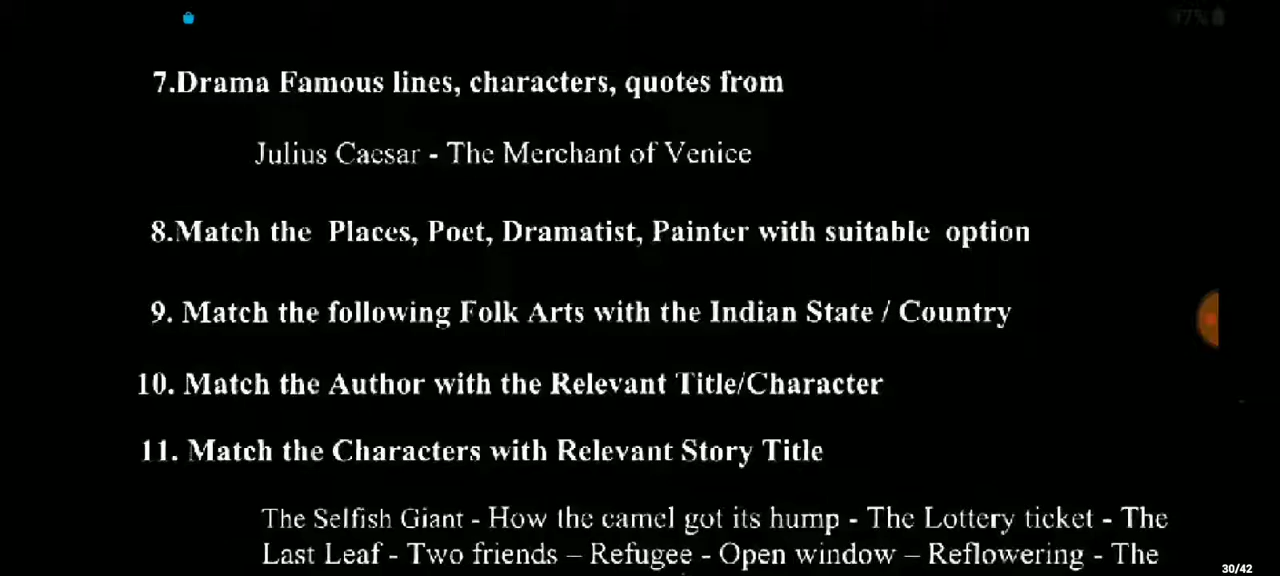 97%
7.Drama Famous lines, characters, quotes from
Julius Caesar - The Merchant of Venice
8.Match the Places, Poet, Dramatist, Painter with suitable option
9. Match the following Folk Arts with the Indian State / Country
10. Match the Author with the Relevant Title/Character
11. Match the Characters with Relevant Story Title
The Selfish Giant - How the camel got its hump - The Lottery ticket - The
Last Leaf - Two friends – Refugee - Open window – Reflowering - The
30/42